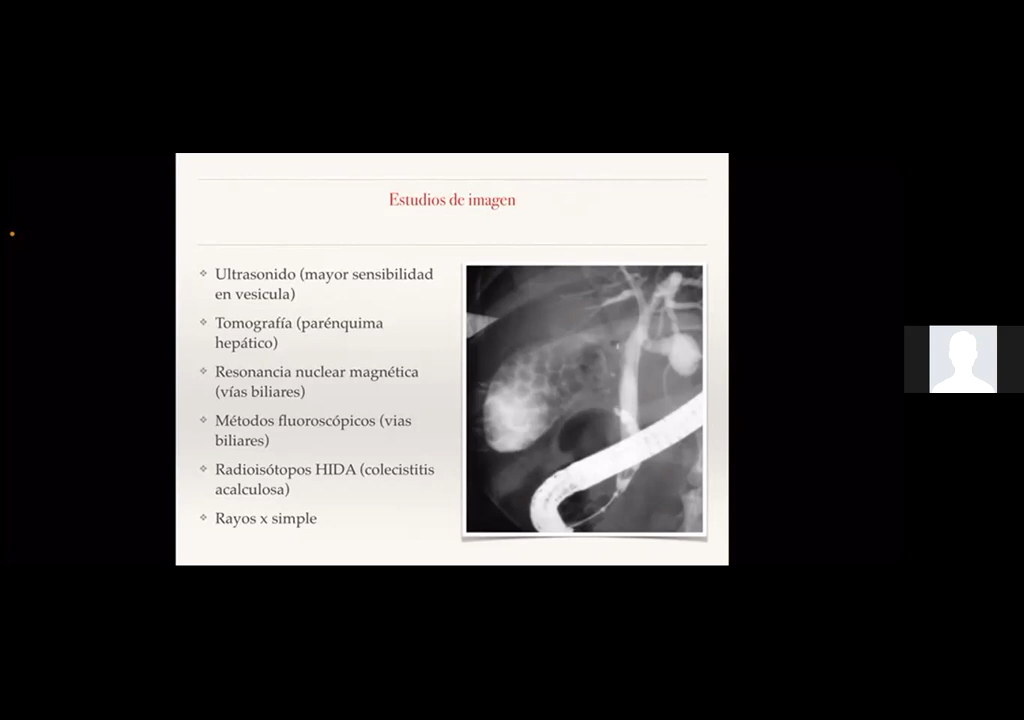 Estudios de imagen
Ultrasonido (mayor sensibilidad
en vesicula)
Tomografía (parénquima
hepático)
Resonancia nuclear magnética
(vías biliares)
Métodos fluoroscópicos (vias
biliares)
Radioisótopos HIDA (colecistitis
acalculosa)
Rayos x simple